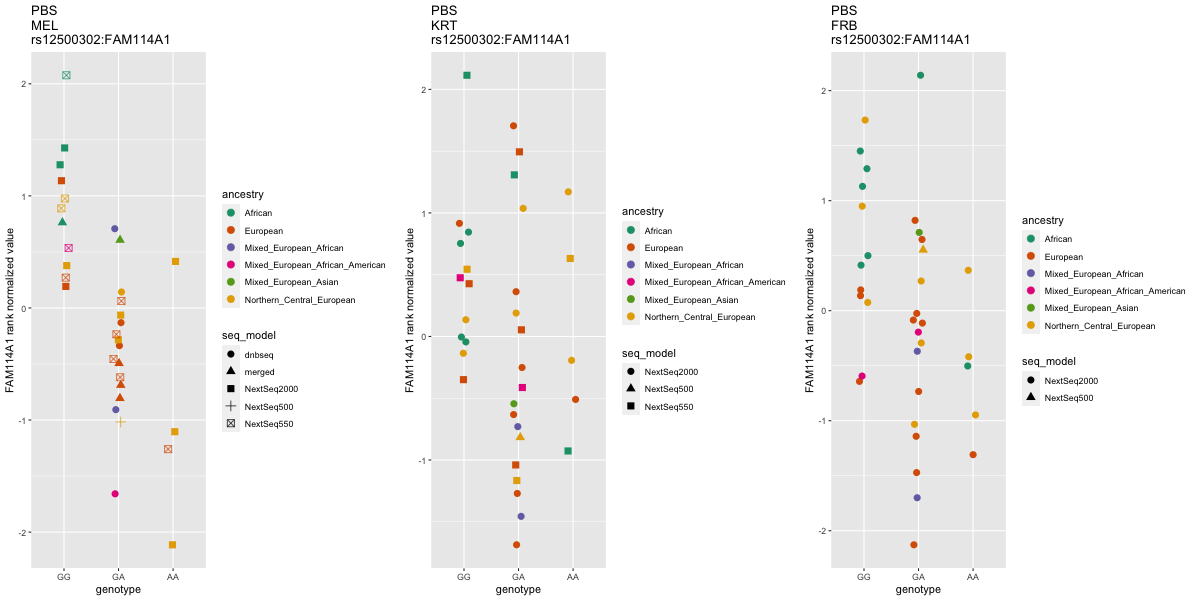 PBS
MEL
rs12500302:FAM114A1
FAM114A1 rank normalized value
2
1
0
-1
-2
GG
GA
AA
genotype
ancestry
African
European
Mixed_European_African
Mixed_European_African_American
Mixed_European_Asian
Northern_Central_European
seq_model
dnbseq
merged
NextSeq2000
NextSeq500
NextSeq550
PBS
KRT
rs12500302:FAM114A1
FAM114A1 rank normalized value
2
1
0
-1
GG
GA
AA
genotype
ancestry
African
European
Mixed_European_African
Mixed_European_African_American
Mixed_European_Asian
Northern_Central_European
seq_model
NextSeq2000
NextSeq500
NextSeq550
PBS
FRB
rs12500302:FAM114A1
FAM114A1 rank normalized value
2
1
0
-1
-2
GG
GA
AA
genotype
ancestry
African
European
Mixed_European_African
Mixed_European_African_American
Mixed_European_Asian
Northern_Central_European
seq_model
NextSeq2000
NextSeq500